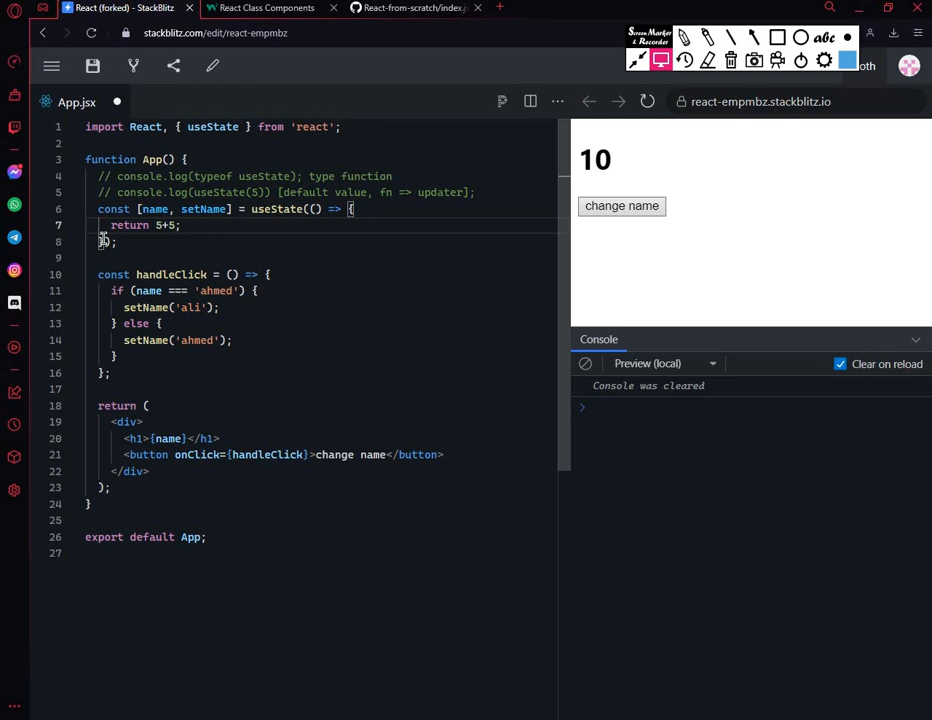 React (forked) - StackBlitz
React Class Components
React-from-scratch/index.js
stackblitz.com/edit/react-empmbz
Screen Marker
& Recorder
abc
oth
App.jsx
react-empmbz.stackblitz.io
1 import React, { useState } from 'react';
2
3 function App() {
4 // console.log(typeof useState); type function
5 // console.log(useState(5)) [default value, fn => updater];
6 const [name, setName] = useState(() => {
7 return 5+5;
8 });
9
10 const handleClick = () => {
11 if (name === 'ahmed') {
12 setName('ali');
13 } else {
14 setName('ahmed');
15 }
16 };
17
18 return (
19 <div>
20 <h1>{name}</h1>
21 <button onClick={handleClick}>change name</button>
22 </div>
23 );
24 }
25
26 export default App;
27
10
change name
Console
Preview (local)
Clear on reload
Console was cleared